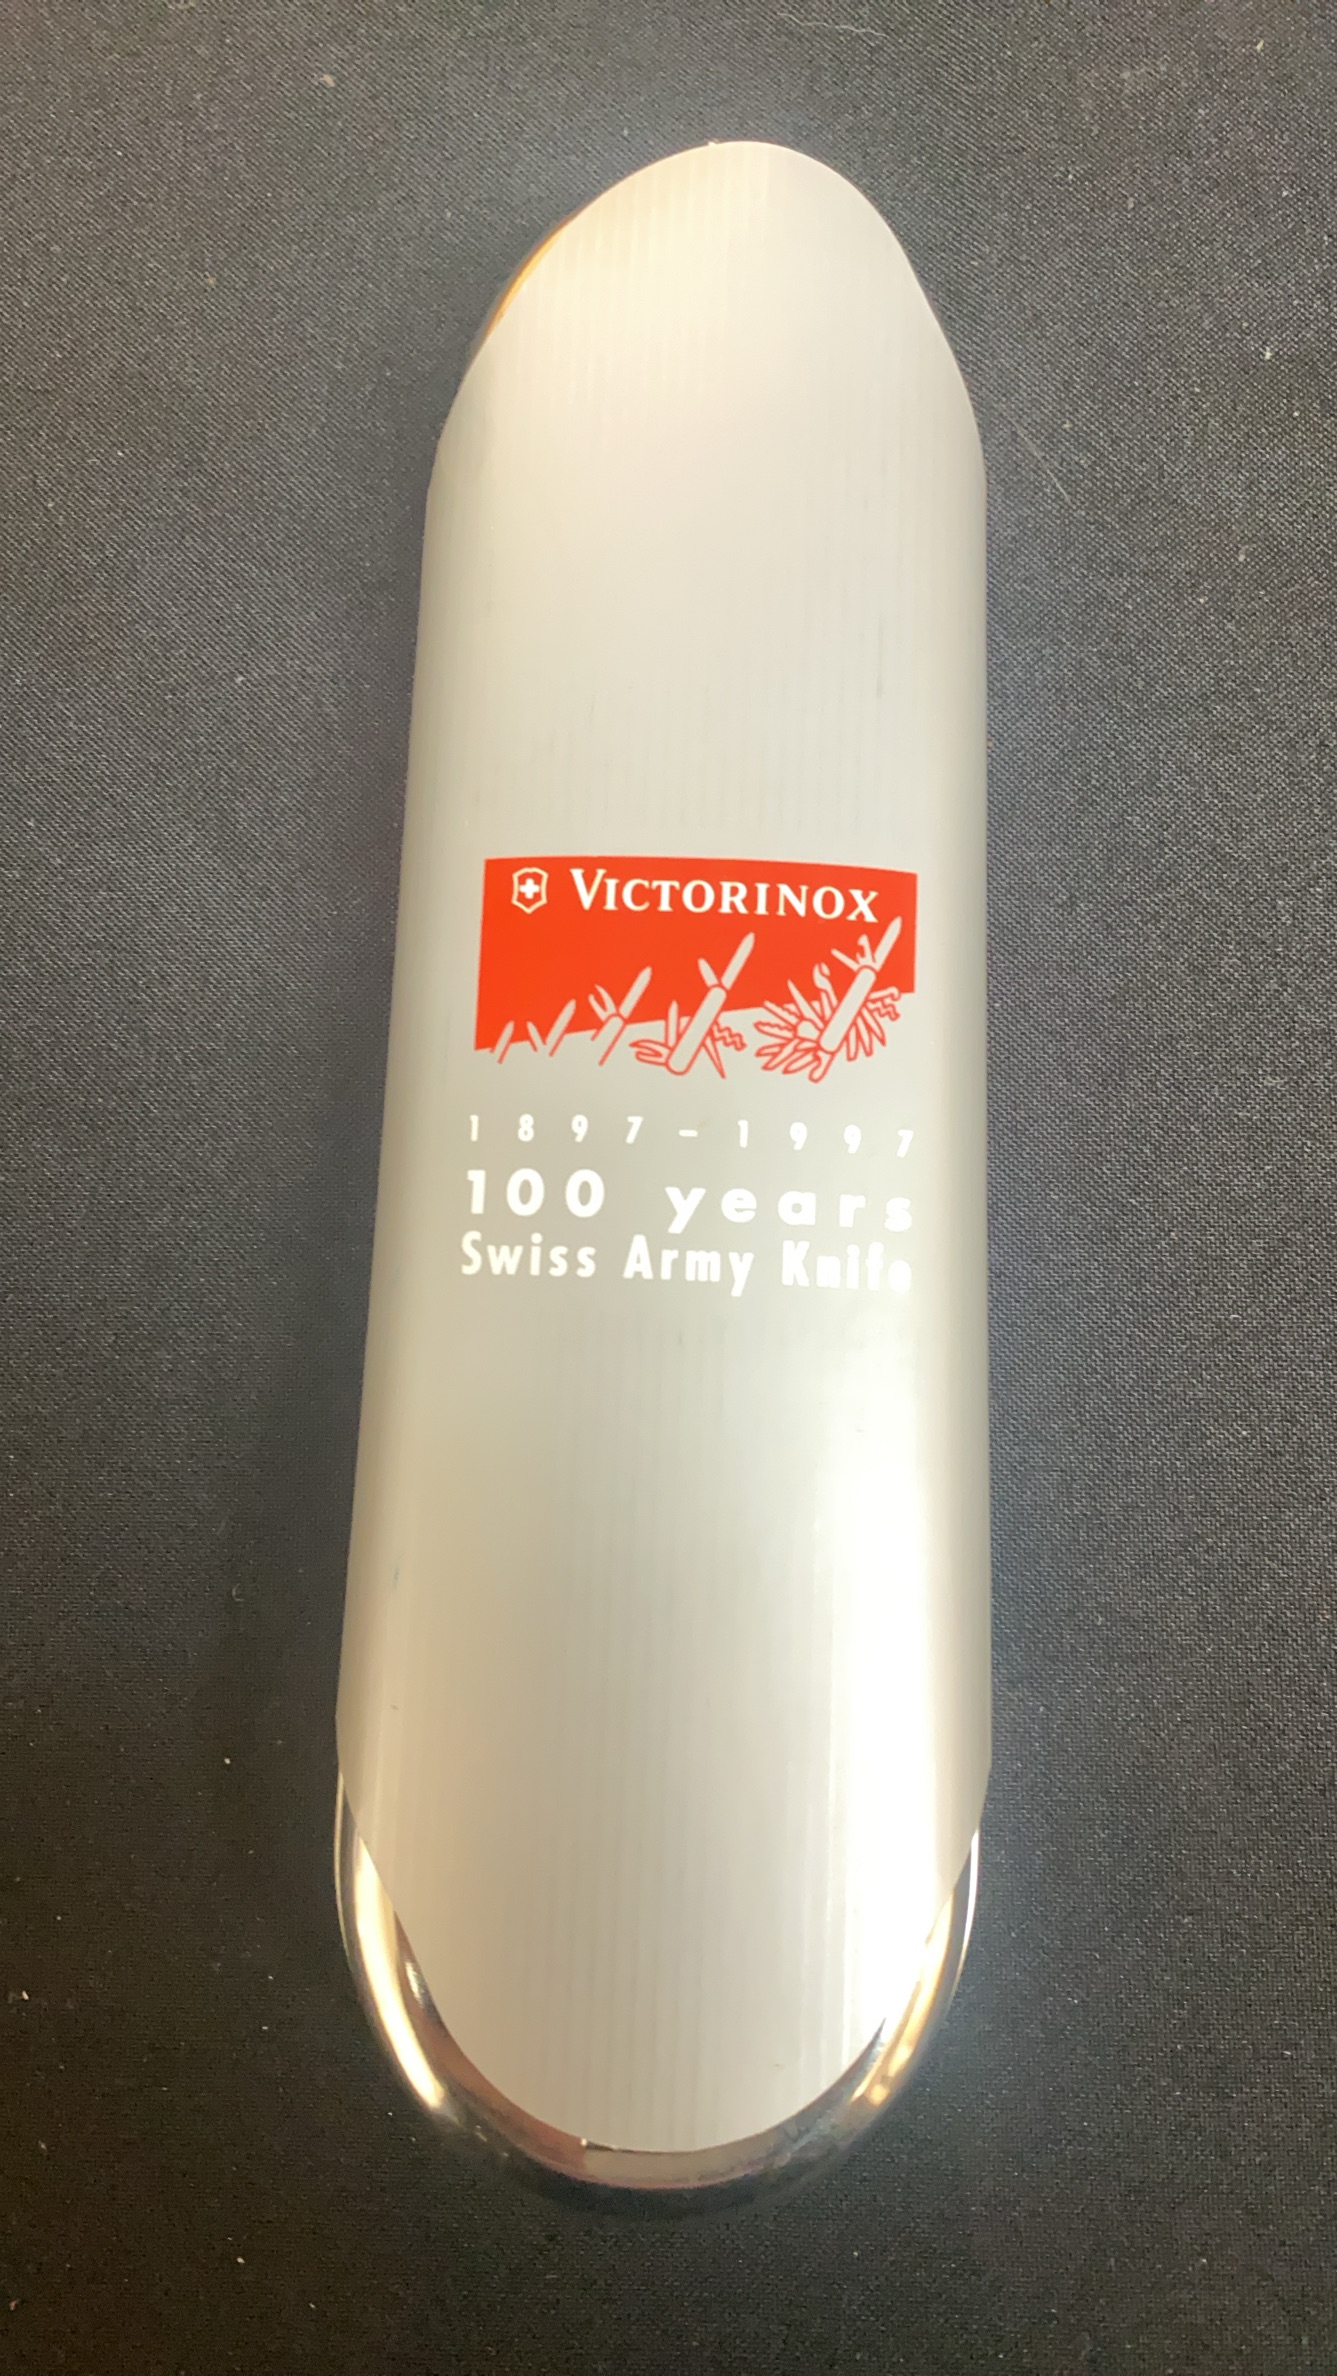 VICTORINOX
1897-1997
100 years
Swiss Army Knife